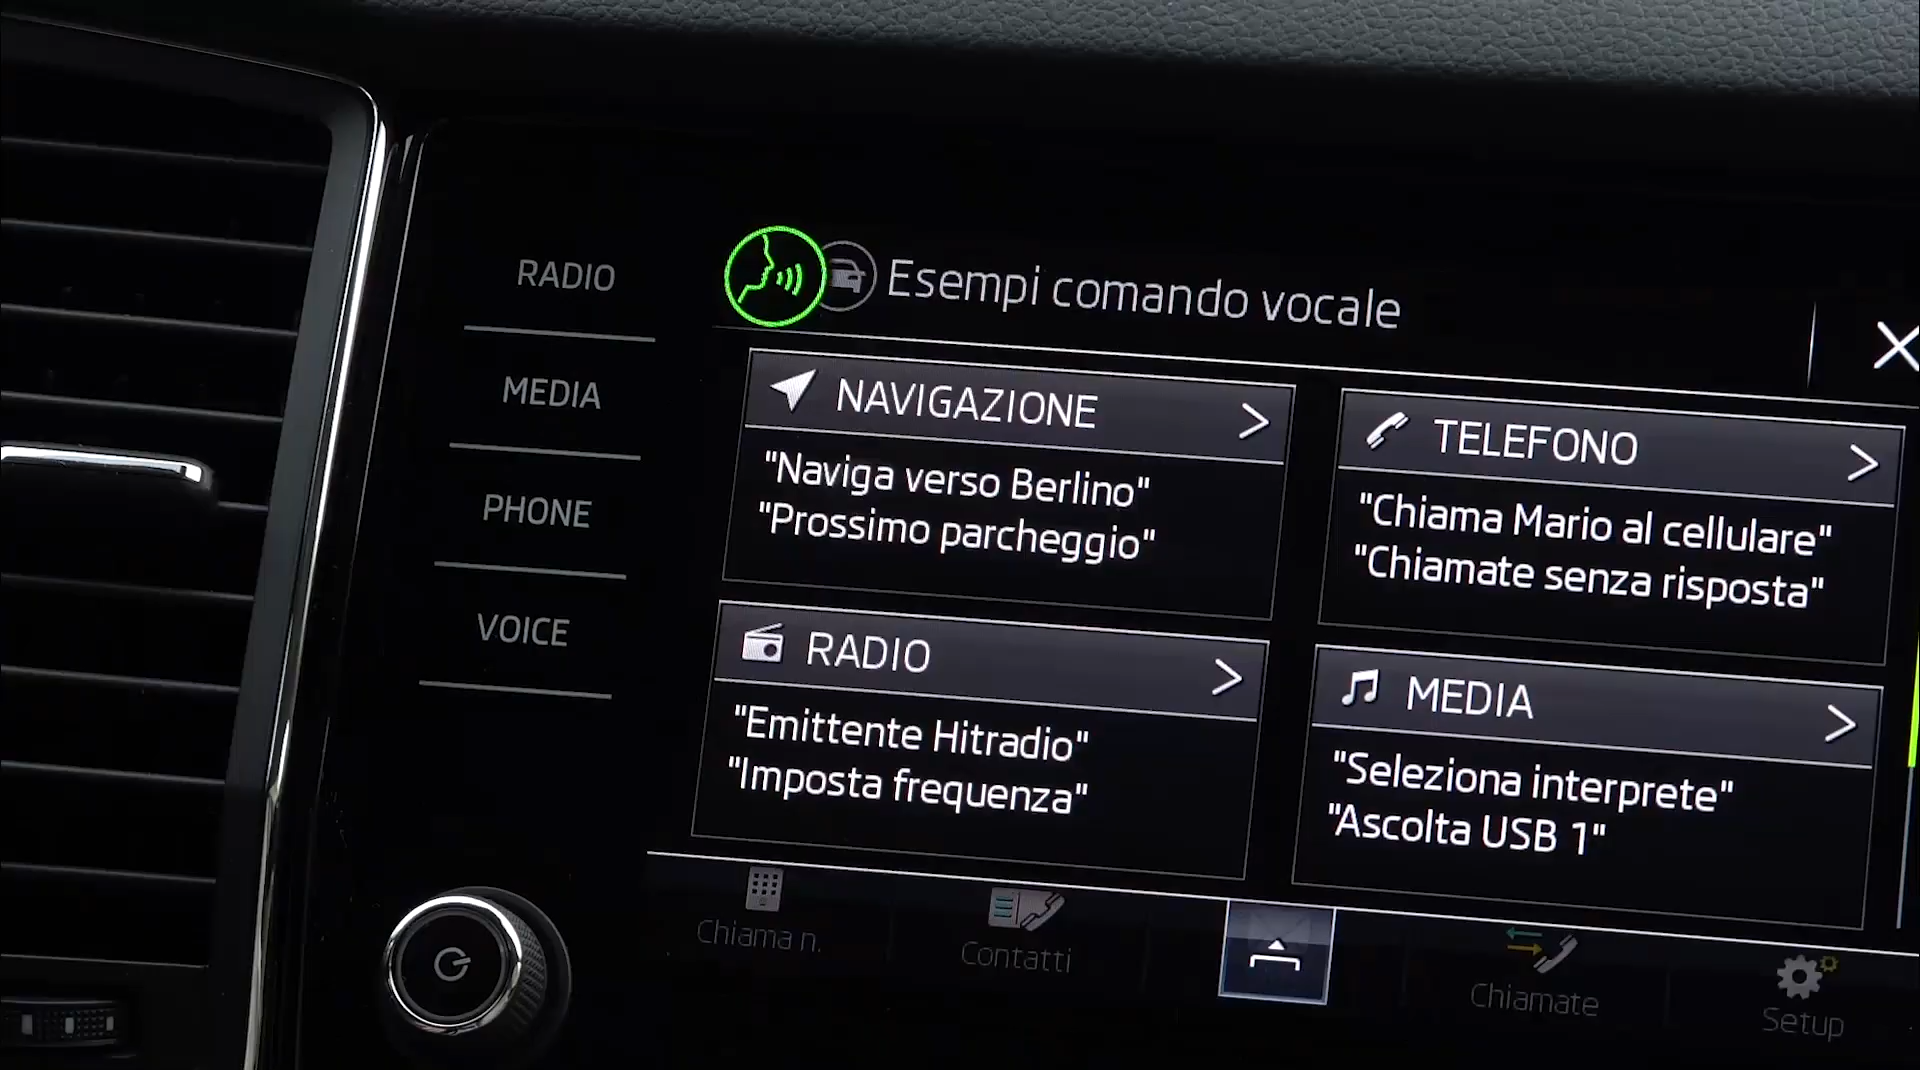 RADIO
MEDIA
PHONE
VOICE
Esempi comando vocale
NAVIGAZIONE
"Naviga verso Berlino"
"Prossimo parcheggio"
TELEFONO
"Chiama Mario al cellulare"
"Chiamate senza risposta"
RADIO
"Emittente Hitradio"
"Imposta frequenza"
MEDIA
"Seleziona interprete"
"Ascolta USB 1"
Chiama n.
Contatti
Chiamate
Setup